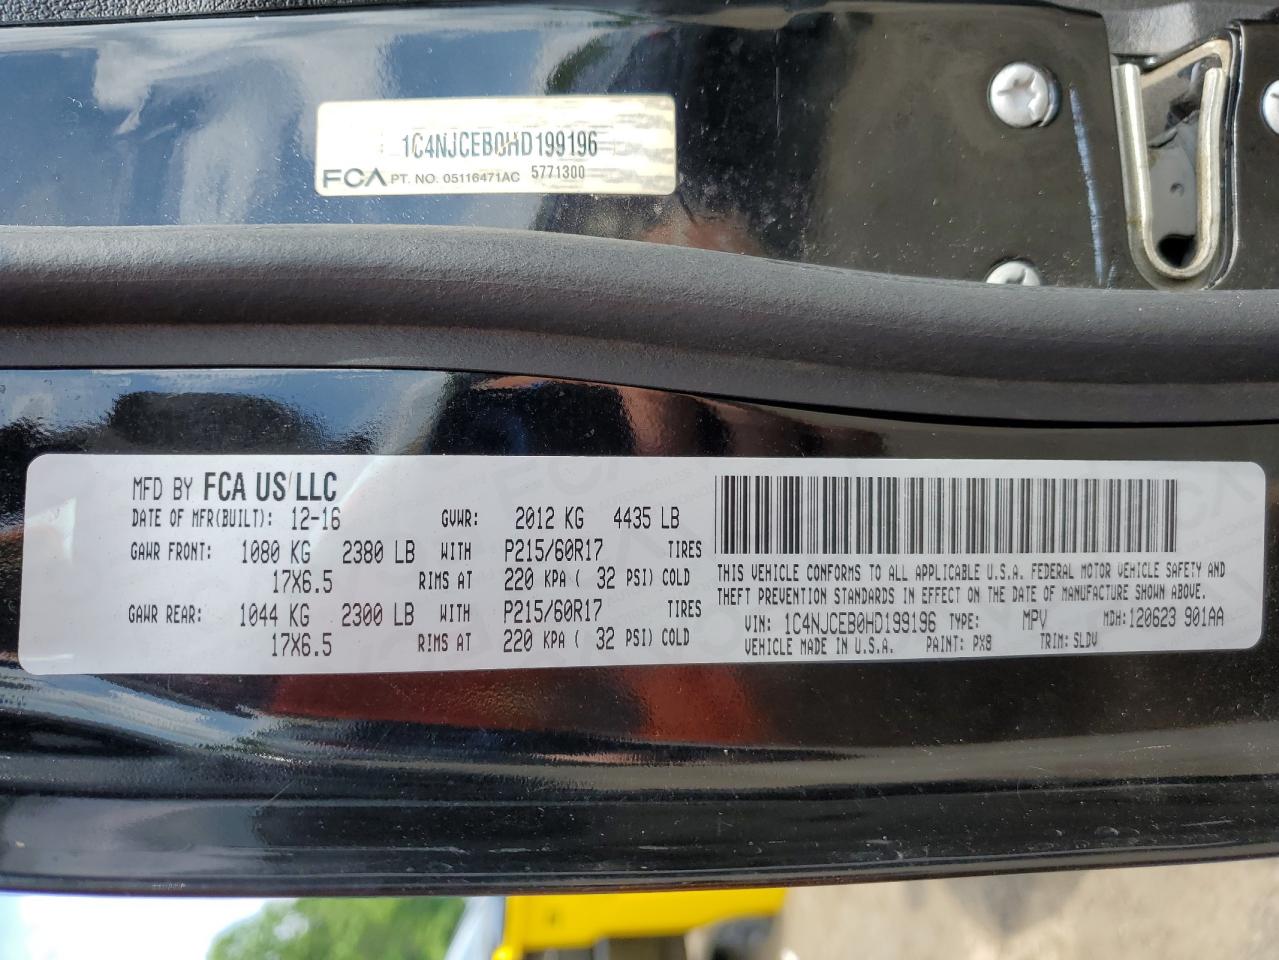 1C4NJCEB0HD199196
FCA PT. NO. 05116471AC 5771300
MFD BY FCA US LLC
DATE OF MFR(BUILT): 12-16 GVWR: 2012 KG 4435 LB
GAWR FRONT: 1080 KG 2380 LB WITH P215/60R17 TIRES
17X6.5 RIMS AT 220 KPA ( 32 PSI) COLD
GAWR REAR: 1044 KG 2300 LB WITH P215/60R17 TIRES
17X6.5 RIMS AT 220 KPA ( 32 PSI) COLD
THIS VEHICLE CONFORMS TO ALL APPLICABLE U.S.A. FEDERAL MOTOR VEHICLE SAFETY AND
THEFT PREVENTION STANDARDS IN EFFECT ON THE DATE OF MANUFACTURE SHOWN ABOVE.
VIN: 1C4NJCEB0HD199196 TYPE: MPV MDH: 120623 901AA
VEHICLE MADE IN U.S.A. PAINT: PX8 TRIM: SLDV